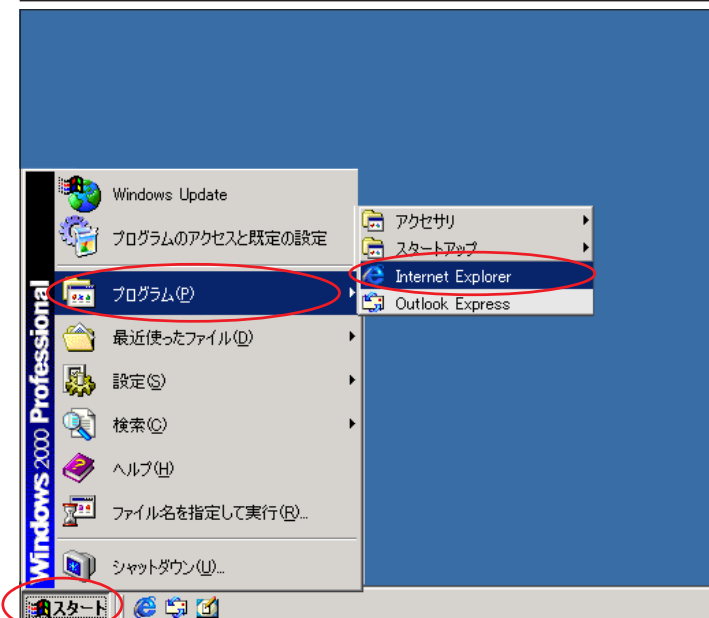 Windows Update
プログラムのアクセスと既定の設定
プログラム(P)
最近使ったファイル(D)
設定(S)
検索(C)
ヘルプ(H)
ファイル名を指定して実行(R)...
シャットダウン(U)...
Windows 2000 Professional
アクセサリ
スタートアップ
Internet Explorer
Outlook Express
スタート